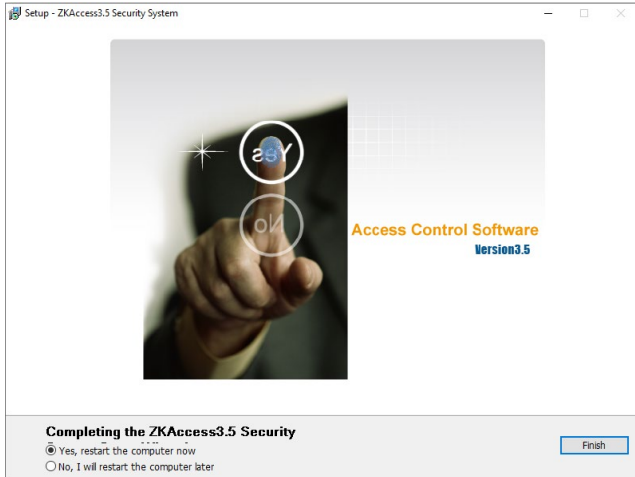 Setup - ZKAccess3.5 Security System
Yes
No
Access Control Software
Version3.5
Completing the ZKAccess3.5 Security
Yes, restart the computer now
No, I will restart the computer later
Finish